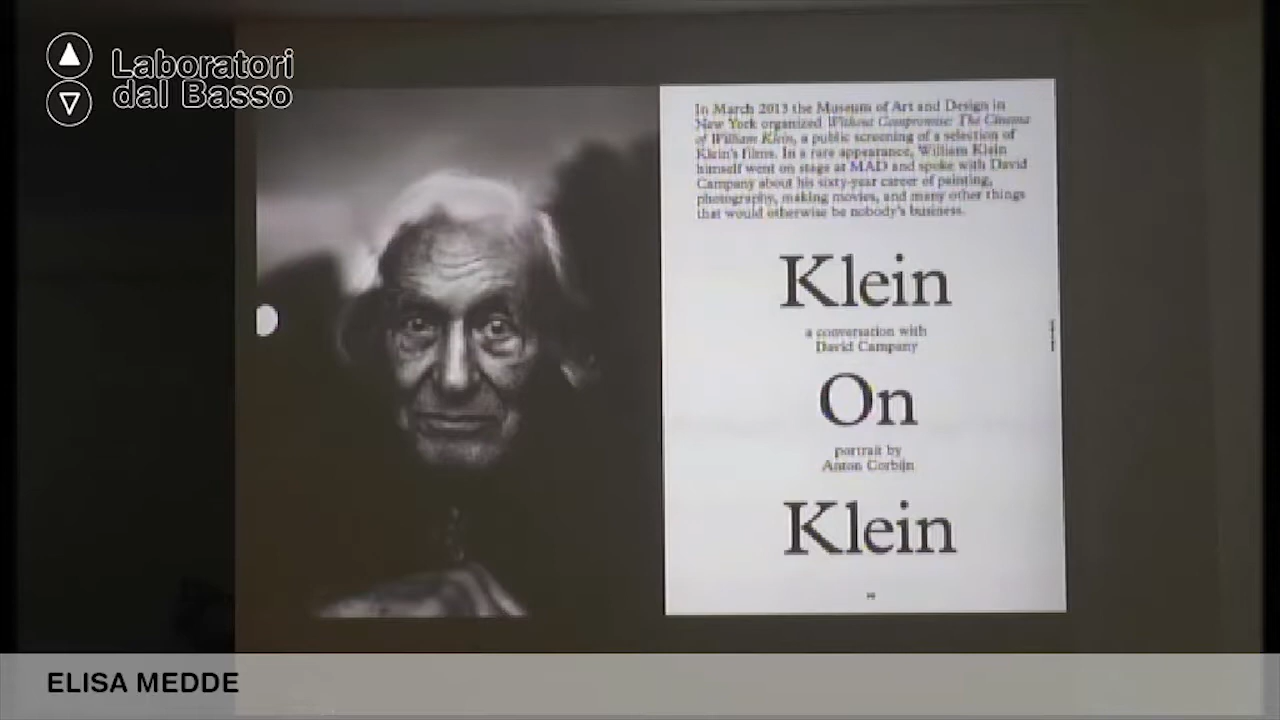 Laboratori
dal Basso
In March 2013 the Museum of Art and Design in
New York organized Without Compromise: The Cinema
of William Klein, a public screening of a selection of
Klein's films. In a rare appearance, William Klein
himself went on stage at MAD and spoke with David
Campany about his sixty-year career of painting,
photography, making movies, and many other things
that would otherwise be nobody's business.
Klein
a conversation with
David Campany
On
portrait by
Anton Corbijn
Klein
ELISA MEDDE